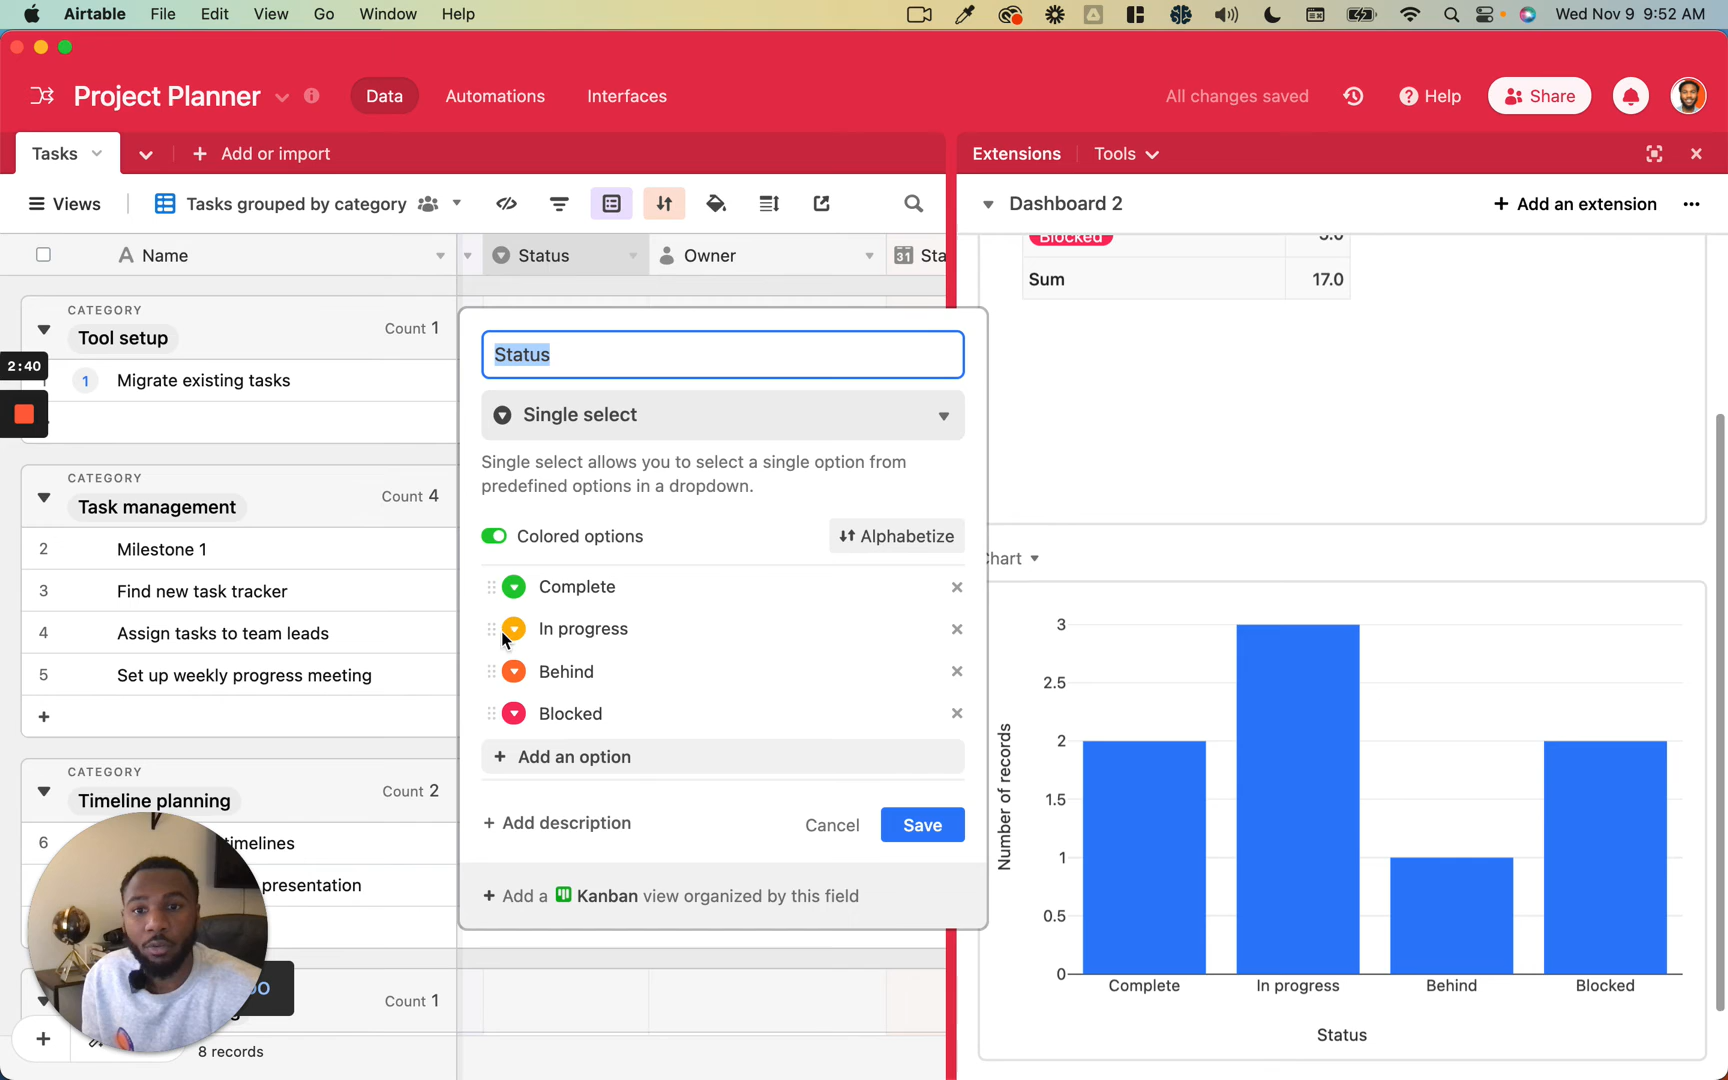 Airtable File Edit View Go Window Help
Wed Nov 9 9:52 AM
Project Planner
Data Automations Interfaces
All changes saved
Help
Share
Tasks
+ Add or import
Extensions
Tools
Views
Tasks grouped by category
Dashboard 2
+ Add an extension
Name
Status
Owner
31 Sta
CATEGORY
Tool setup
Count 1
2:40
1 Migrate existing tasks
CATEGORY
Task management
Count 4
2 Milestone 1
3 Find new task tracker
4 Assign tasks to team leads
5 Set up weekly progress meeting
+
CATEGORY
Timeline planning
Count 2
6 timelines
presentation
Count 1
+
8 records
Status
Single select
Single select allows you to select a single option from
predefined options in a dropdown.
Colored options
Alphabetize
Complete
In progress
Behind
Blocked
+ Add an option
+ Add description
Cancel
Save
+ Add a Kanban view organized by this field
Blocked 5.0
Sum 17.0
Chart
Number of records
3
2.5
2
1.5
1
0.5
0
Complete In progress Behind Blocked
Status